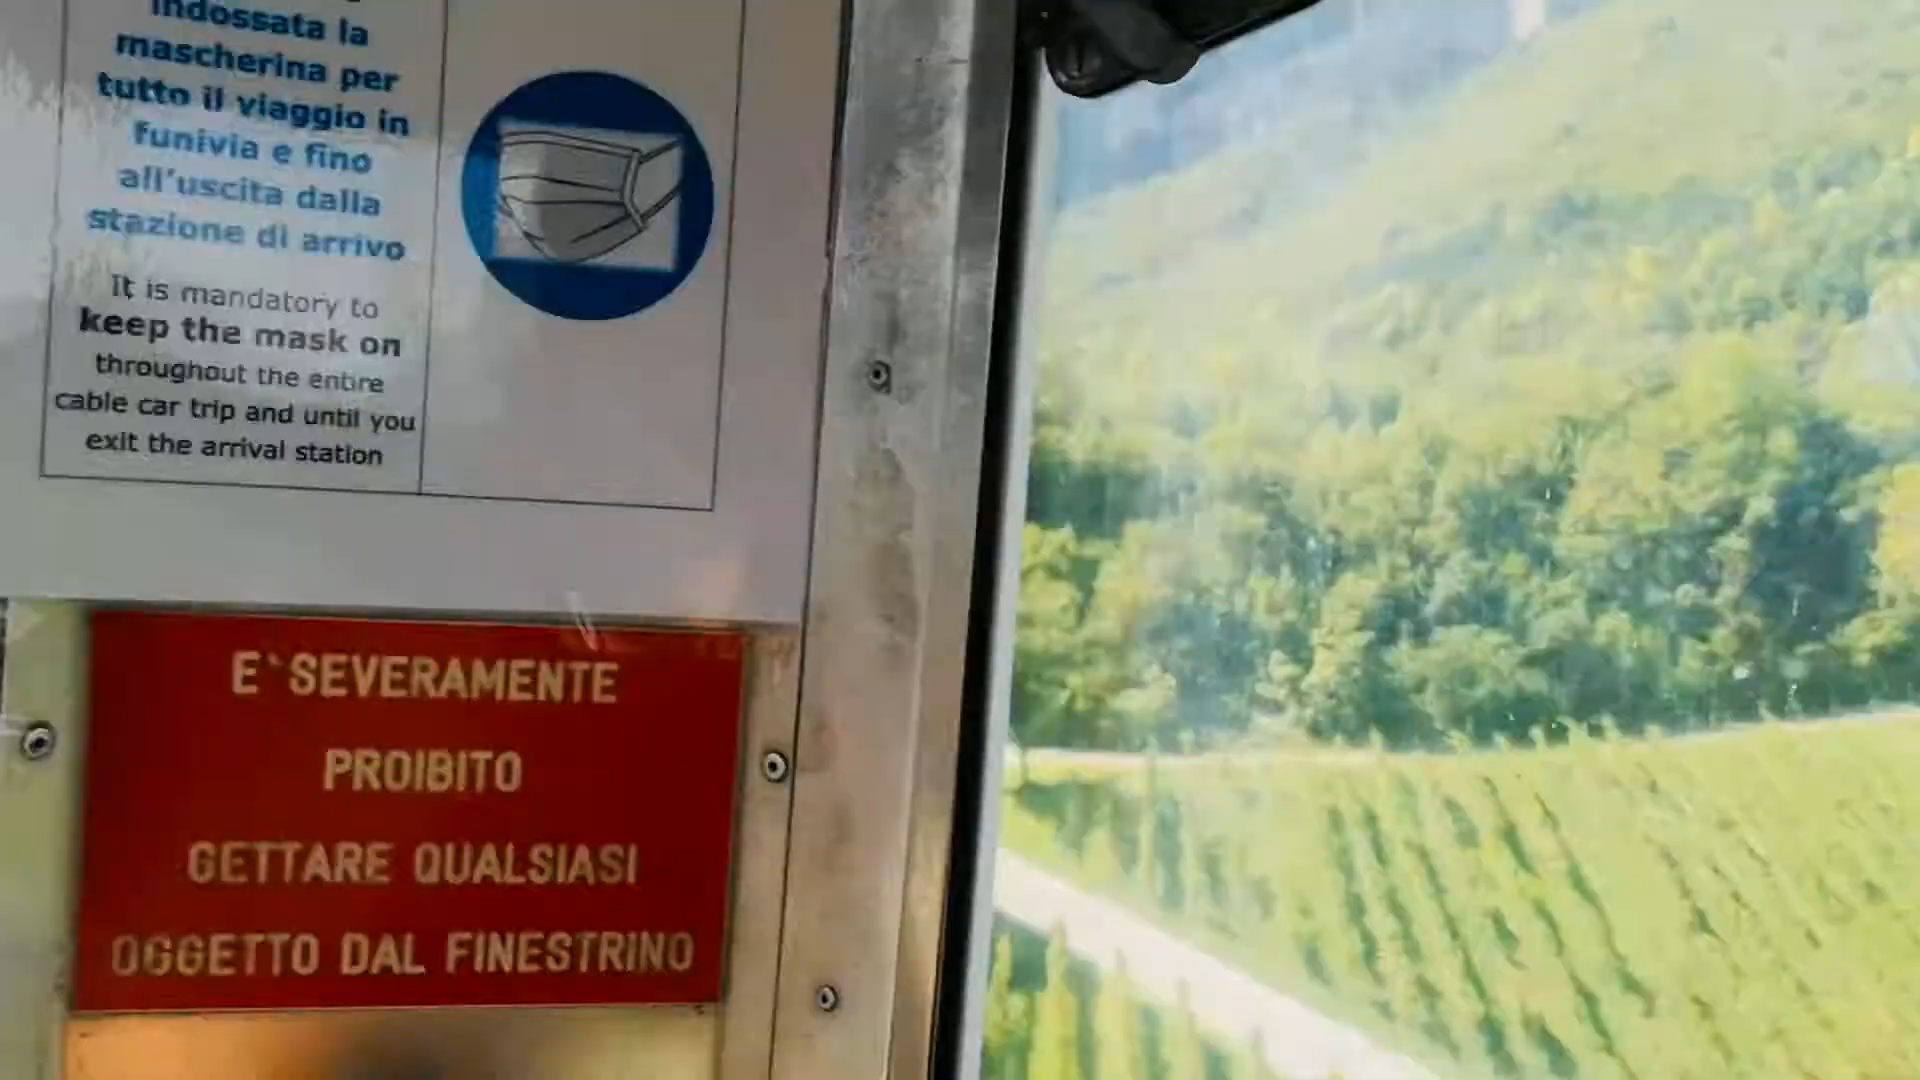 indossata la
mascherina per
tutto il viaggio in
funivia e fino
all'uscita dalla
stazione di arrivo
It is mandatory to
keep the mask on
throughout the entire
cable car trip and until you
exit the arrival station
E` SEVERAMENTE
PROIBITO
GETTARE QUALSIASI
OGGETTO DAL FINESTRINO